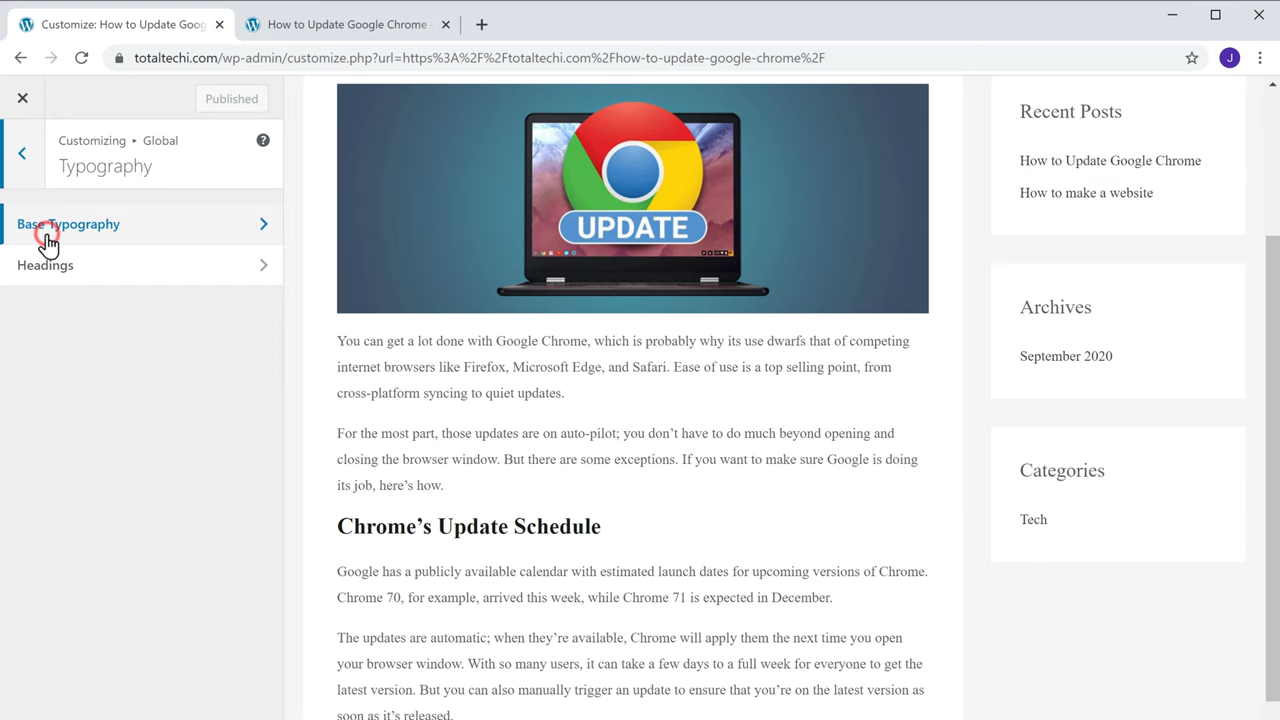 Customize: How to Update Goog
How to Update Google Chrome
totaltechi.com/wp-admin/customize.php?url=https%3A%2F%2Ftotaltechi.com%2Fhow-to-update-google-chrome%2F
J
Published
Customizing ▸ Global
Typography
Base Typography
Headings
UPDATE
You can get a lot done with Google Chrome, which is probably why its use dwarfs that of competing
internet browsers like Firefox, Microsoft Edge, and Safari. Ease of use is a top selling point, from
cross-platform syncing to quiet updates.
For the most part, those updates are on auto-pilot; you don’t have to do much beyond opening and
closing the browser window. But there are some exceptions. If you want to make sure Google is doing
its job, here’s how.
Chrome’s Update Schedule
Google has a publicly available calendar with estimated launch dates for upcoming versions of Chrome.
Chrome 70, for example, arrived this week, while Chrome 71 is expected in December.
The updates are automatic; when they’re available, Chrome will apply them the next time you open
your browser window. With so many users, it can take a few days to a full week for everyone to get the
latest version. But you can also manually trigger an update to ensure that you’re on the latest version as
soon as it’s released.
Recent Posts
How to Update Google Chrome
How to make a website
Archives
September 2020
Categories
Tech